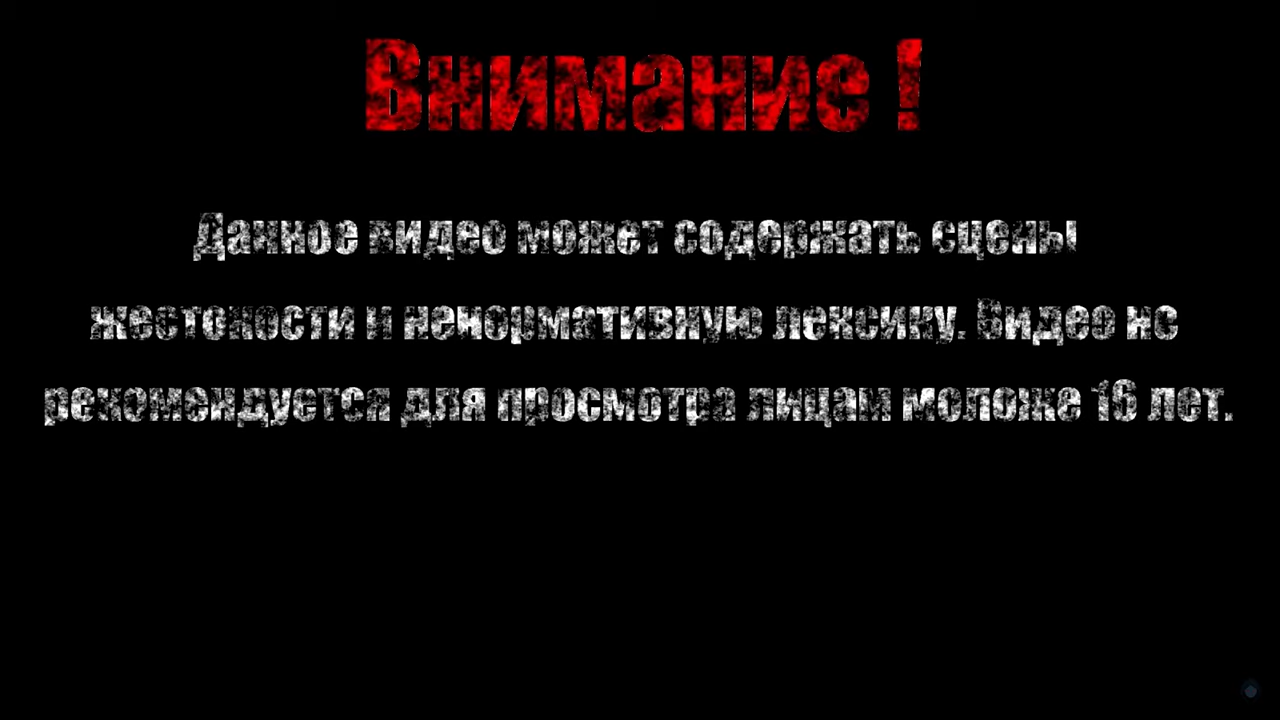 Внимание !
Данное видео может содержать сцены
жестокости и ненормативную лексику. Видео не
рекомендуется для просмотра лицам моложе 16 лет.